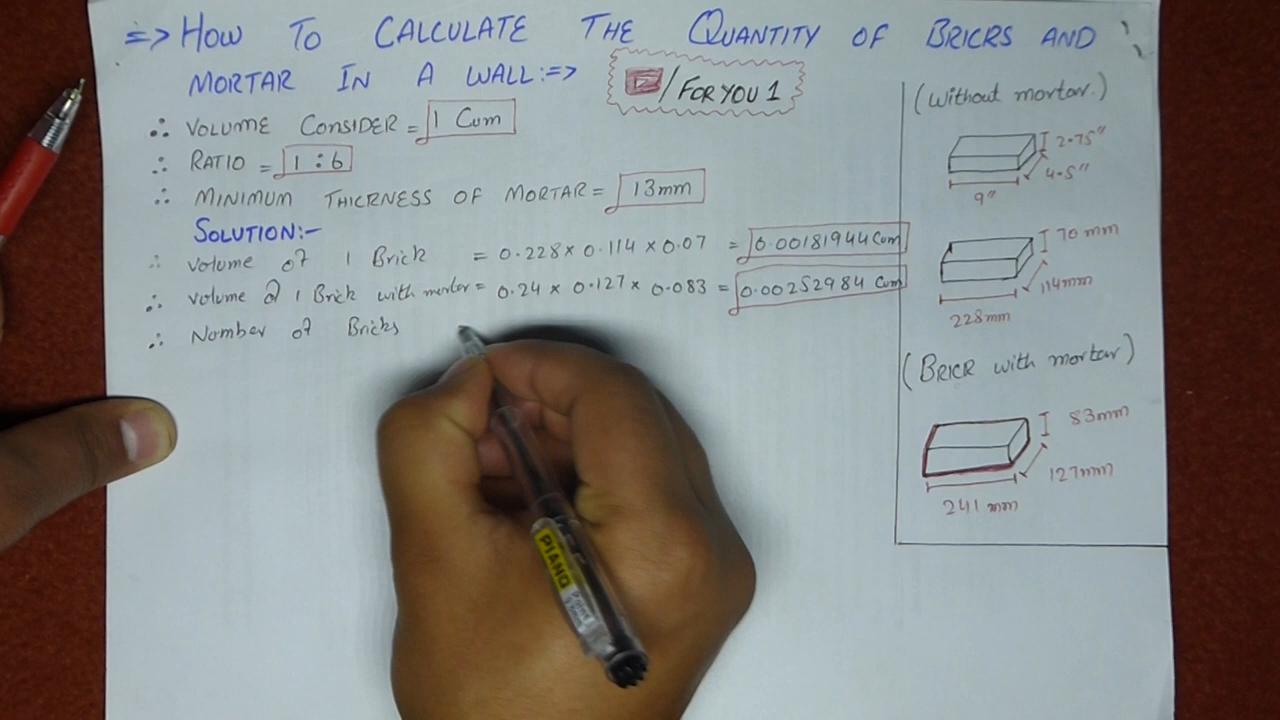 => HOW TO CALCULATE THE QUANTITY OF BRICKS AND
MORTAR IN A WALL:=>
/FOR YOU 1
∴ VOLUME CONSIDER = 1 Cum
∴ RATIO = 1:6
∴ MINIMUM THICKNESS OF MORTAR = 13mm
SOLUTION:-
∴ Volume of 1 Brick = 0.228 x 0.114 x 0.07 = 0.00181944 Cum
∴ Volume of 1 Brick with mortar = 0.24 x 0.127 x 0.083 = 0.00252984 Cum
∴ Number of Bricks
(Without mortar.)
2.75"
4.5"
9"
70 mm
114mm
228mm
(BRICK with mortar)
83mm
127mm
241 mm
PIANO